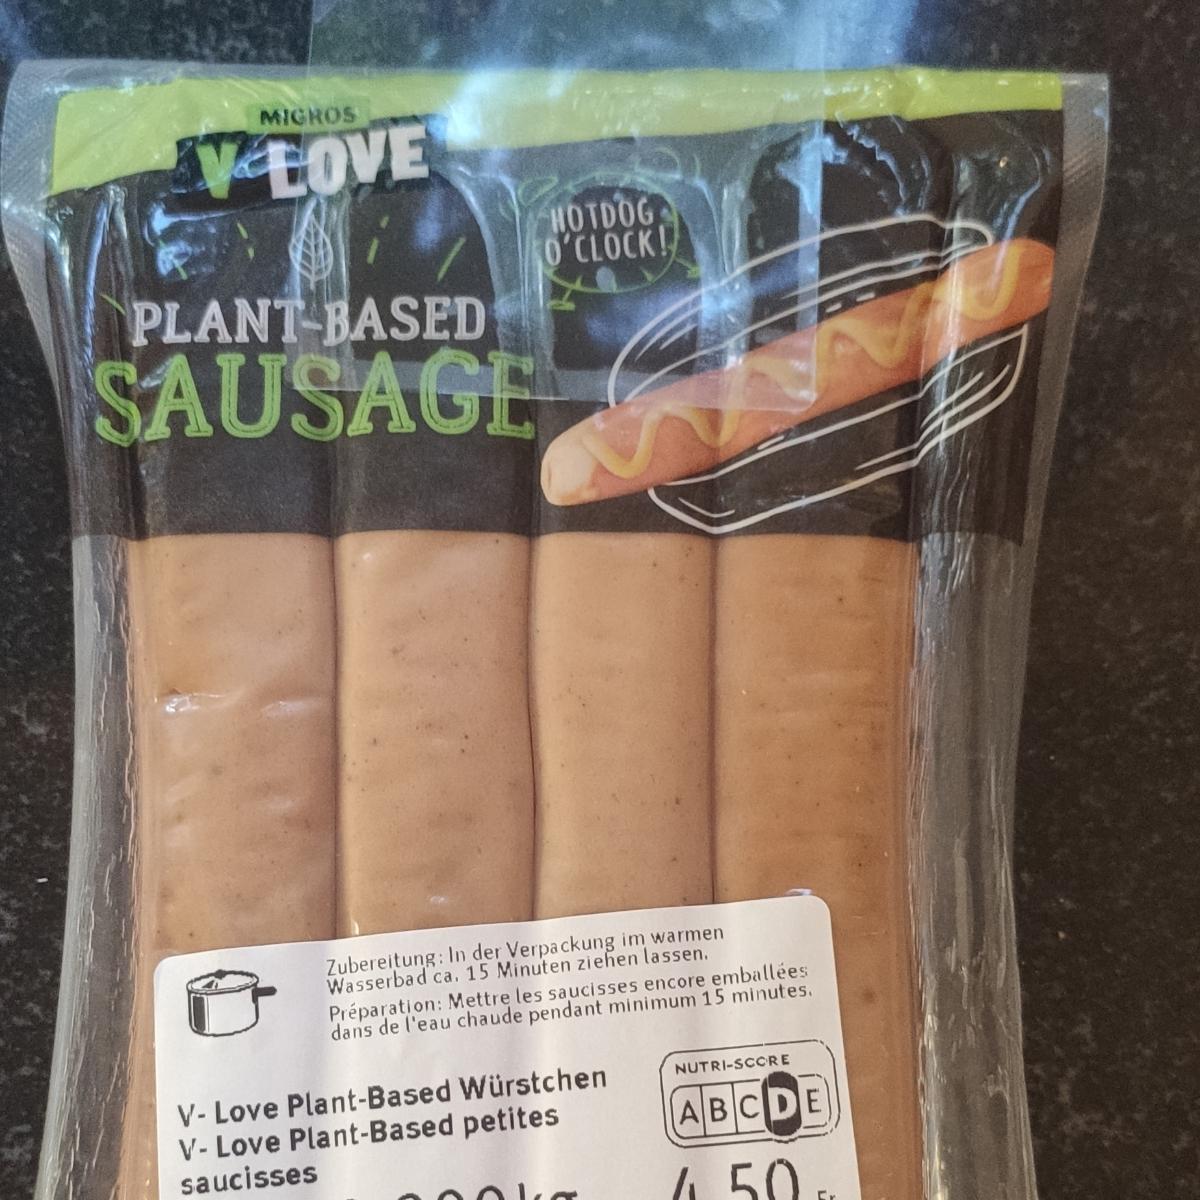 MIGROS
V LOVE
HOTDOG
O'CLOCK!
PLANT-BASED
SAUSAGE
Zubereitung: In der Verpackung im warmen
Wasserbad ca. 15 Minuten ziehen lassen.
Préparation: Mettre les saucisses encore emballées
dans de l'eau chaude pendant minimum 15 minutes.
NUTRI-SCORE
A B C D E
V- Love Plant-Based Würstchen
V- Love Plant-Based petites
saucisses
4.50 Fr